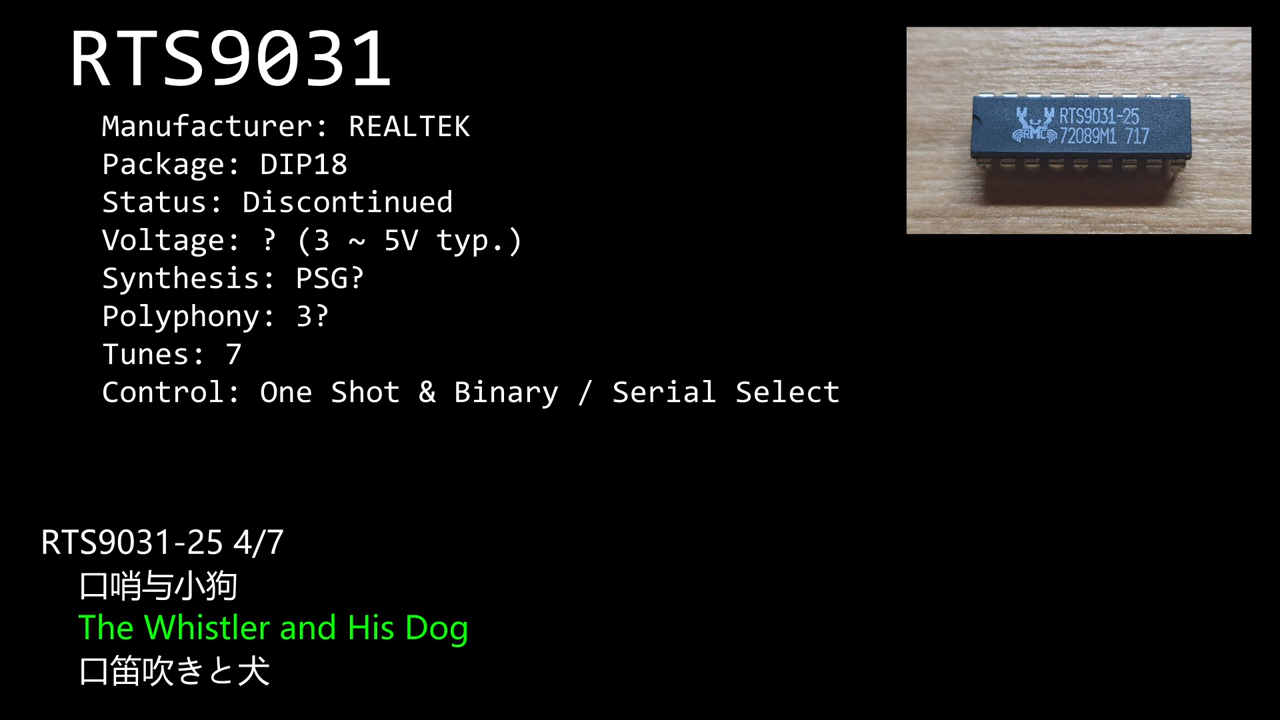 RTS9031
Manufacturer: REALTEK
Package: DIP18
Status: Discontinued
Voltage: ? (3 ~ 5V typ.)
Synthesis: PSG?
Polyphony: 3?
Tunes: 7
Control: One Shot & Binary / Serial Select
RMC
RTS9031-25
72089M1 717
RTS9031-25 4/7
口哨与小狗
The Whistler and His Dog
口笛吹きと犬